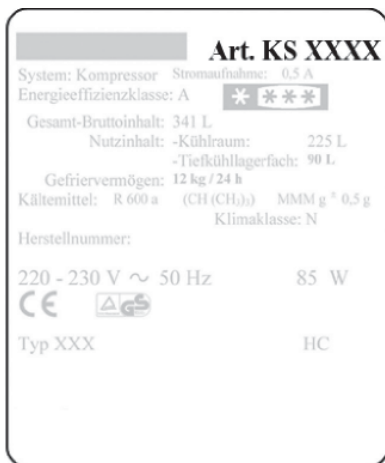 Art. KS XXXX
System: Kompressor Stromaufnahme: 0,5 A
Energieeffizienzklasse: A
Gesamt-Bruttoinhalt: 341 L
Nutzinhalt: -Kühlraum: 225 L
-Tiefkühllagerfach: 90 L
Gefriervermögen: 12 kg / 24 h
Kältemittel: R 600 a (CH (CH₃)₃) MMM g ± 0,5 g
Klimaklasse: N
Herstellnummer:
220 - 230 V ~ 50 Hz 85 W
CE GS
Typ XXX HC